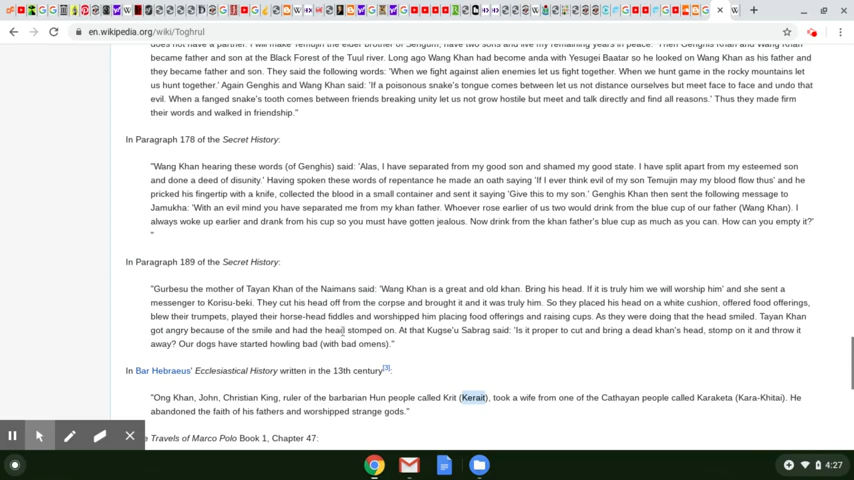 en.wikipedia.org/wiki/Toghrul
does not have a partner. I will make Temujin the elder brother of Sengum, have two sons and live my remaining years in peace.' Then Genghis Khan and Wang Khan
became father and son at the Black Forest of the Tuul river. Long ago Wang Khan had become anda with Yesugei Baatar so he looked on Wang Khan as his father and
they became father and son. They said the following words: 'When we fight against alien enemies let us fight together. When we hunt game in the rocky mountains let
us hunt together.' Again Genghis and Wang Khan said: 'If a poisonous snake's tongue comes between let us not distance ourselves but meet face to face and undo that
evil. When a fanged snake's tooth comes between friends breaking unity let us not grow hostile but meet and talk directly and find all reasons.' Thus they made firm
their words and walked in friendship."
In Paragraph 178 of the Secret History:
"Wang Khan hearing these words (of Genghis) said: 'Alas, I have separated from my good son and shamed my good state. I have split apart from my esteemed son
and done a deed of disunity.' Having spoken these words of repentance he made an oath saying 'If I ever think evil of my son Temujin may my blood flow thus' and he
pricked his fingertip with a knife, collected the blood in a small container and sent it saying 'Give this to my son.' Genghis Khan then sent the following message to
Jamukha: 'With an evil mind you have separated me from my khan father. Whoever rose earlier of us two would drink from the blue cup of our father (Wang Khan). I
always woke up earlier and drank from his cup so you must have gotten jealous. Now drink from the khan father's blue cup as much as you can. How can you empty it?'
"
In Paragraph 189 of the Secret History:
"Gurbesu the mother of Tayan Khan of the Naimans said: 'Wang Khan is a great and old khan. Bring his head. If it is truly him we will worship him' and she sent a
messenger to Korisu-beki. They cut his head off from the corpse and brought it and it was truly him. So they placed his head on a white cushion, offered food offerings,
blew their trumpets, played their horse-head fiddles and worshipped him placing food offerings and raising cups. As they were doing that the head smiled. Tayan Khan
got angry because of the smile and had the head stomped on. At that Kugse'u Sabrag said: 'Is it proper to cut and bring a dead khan's head, stomp on it and throw it
away? Our dogs have started howling bad (with bad omens)."
In Bar Hebraeus' Ecclesiastical History written in the 13th century[3]:
"Ong Khan, John, Christian King, ruler of the barbarian Hun people called Krit (Kerait), took a wife from one of the Cathayan people called Karaketa (Kara-Khitai). He
abandoned the faith of his fathers and worshipped strange gods."
Travels of Marco Polo Book 1, Chapter 47:
4:27